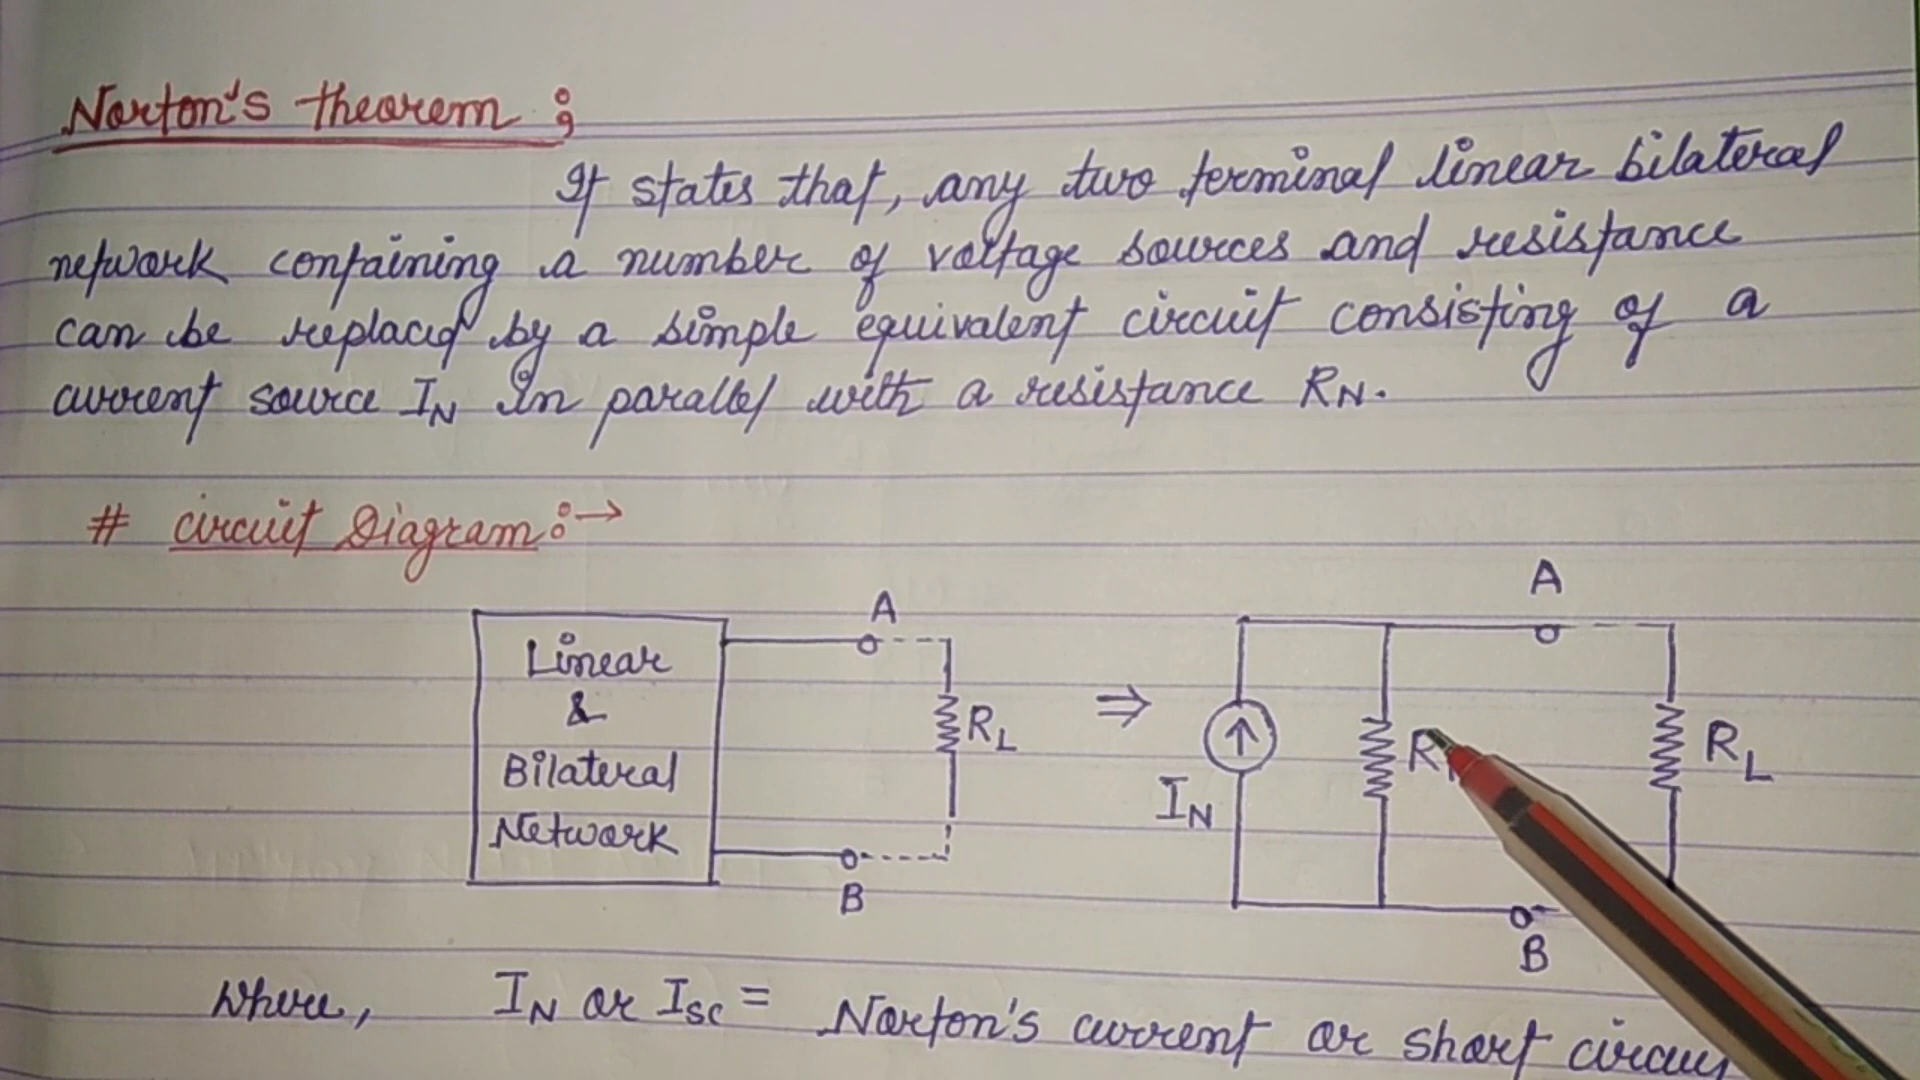 Norton's theorem :
It states that, any two terminal linear bilateral
network containing a number of voltage sources and resistance
can be replaced by a simple equivalent circuit consisting of a
current source IN in parallel with a resistance RN.
# circuit Diagram :→
A
Linear
&
Bilateral
Network
RL
B
⇒
A
IN
R
RL
B
where, IN or ISC = Norton's current or short